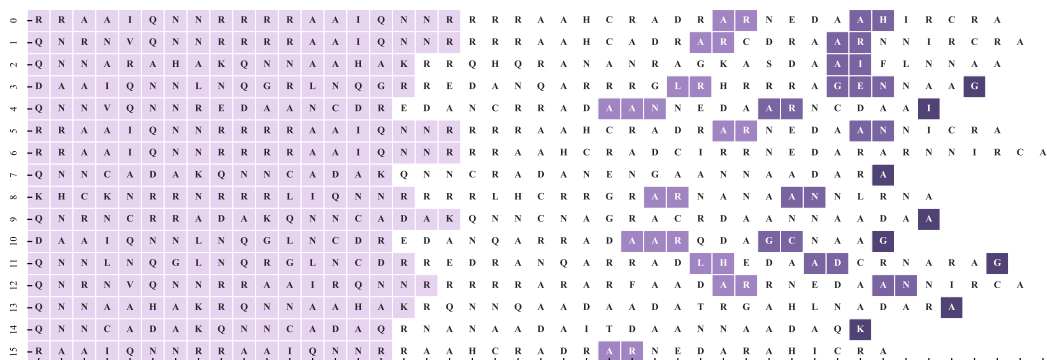 0 R R A A I Q N N R R R R A A I Q N N R R R R A A H C R A D R A R N E D A A H I R C R A
1 Q N R N V Q N N R R R R A A I Q N N R R R R A A H C A D R A R C D R A A R N N I R C R A
2 Q N N A R A H A K Q N N A A H A K R R Q H Q R A N A N R A G K A S D A A I F L N N A A
3 D A A I Q N N L N Q G R L N Q G R R E D A N Q A R R R G L R H R R R A G E N N A A G
4 Q N N V Q N N R E D A A N C D R E D A N C R R A D A A N N E D A A R N C D A A I
5 R R A A I Q N N R R R R A A I Q N N R R R R A A H C R A D R A R N E D A A N N I C R A
6 R R A A I Q N N R R R R A A I Q N N R R R A A H C R A D C I R R N E D A R A R N N I R C A
7 Q N N C A D A K Q N N C A D A K Q N N C R A D A N E N G A A N N A A D A R A
8 K H C K N R R N R R R L I Q N N R R R R L H C R R G R A R N A N A A N N L R N A
9 Q N R N C R R A D A K Q N N C A D A K Q N N C N A G R A C R D A A N N A A D A A
10 D A A I Q N N L N Q G L N C D R E D A N Q A R R A D A A R Q D A G C N A A G
11 Q N N L N Q G L N Q R G L N C D R R E D R A N Q A R R A D L H E D A A D C R N A R A G
12 Q N R N V Q N N R R A A I R Q N N R R R R R A R A R F A A D A R R N E D A A N N I R C A
13 Q N N A A H A K R Q N N A A H A K R Q N N Q A A D A A D A T R G A H L N A D A R A
14 Q N N C A D A K Q N N C A D A Q R N A N A A D A I T D A A N N A A D A Q K
15 R A A I Q N N R R A A I Q N N R R A A H C R A D R A R N E D A R A H I C R A